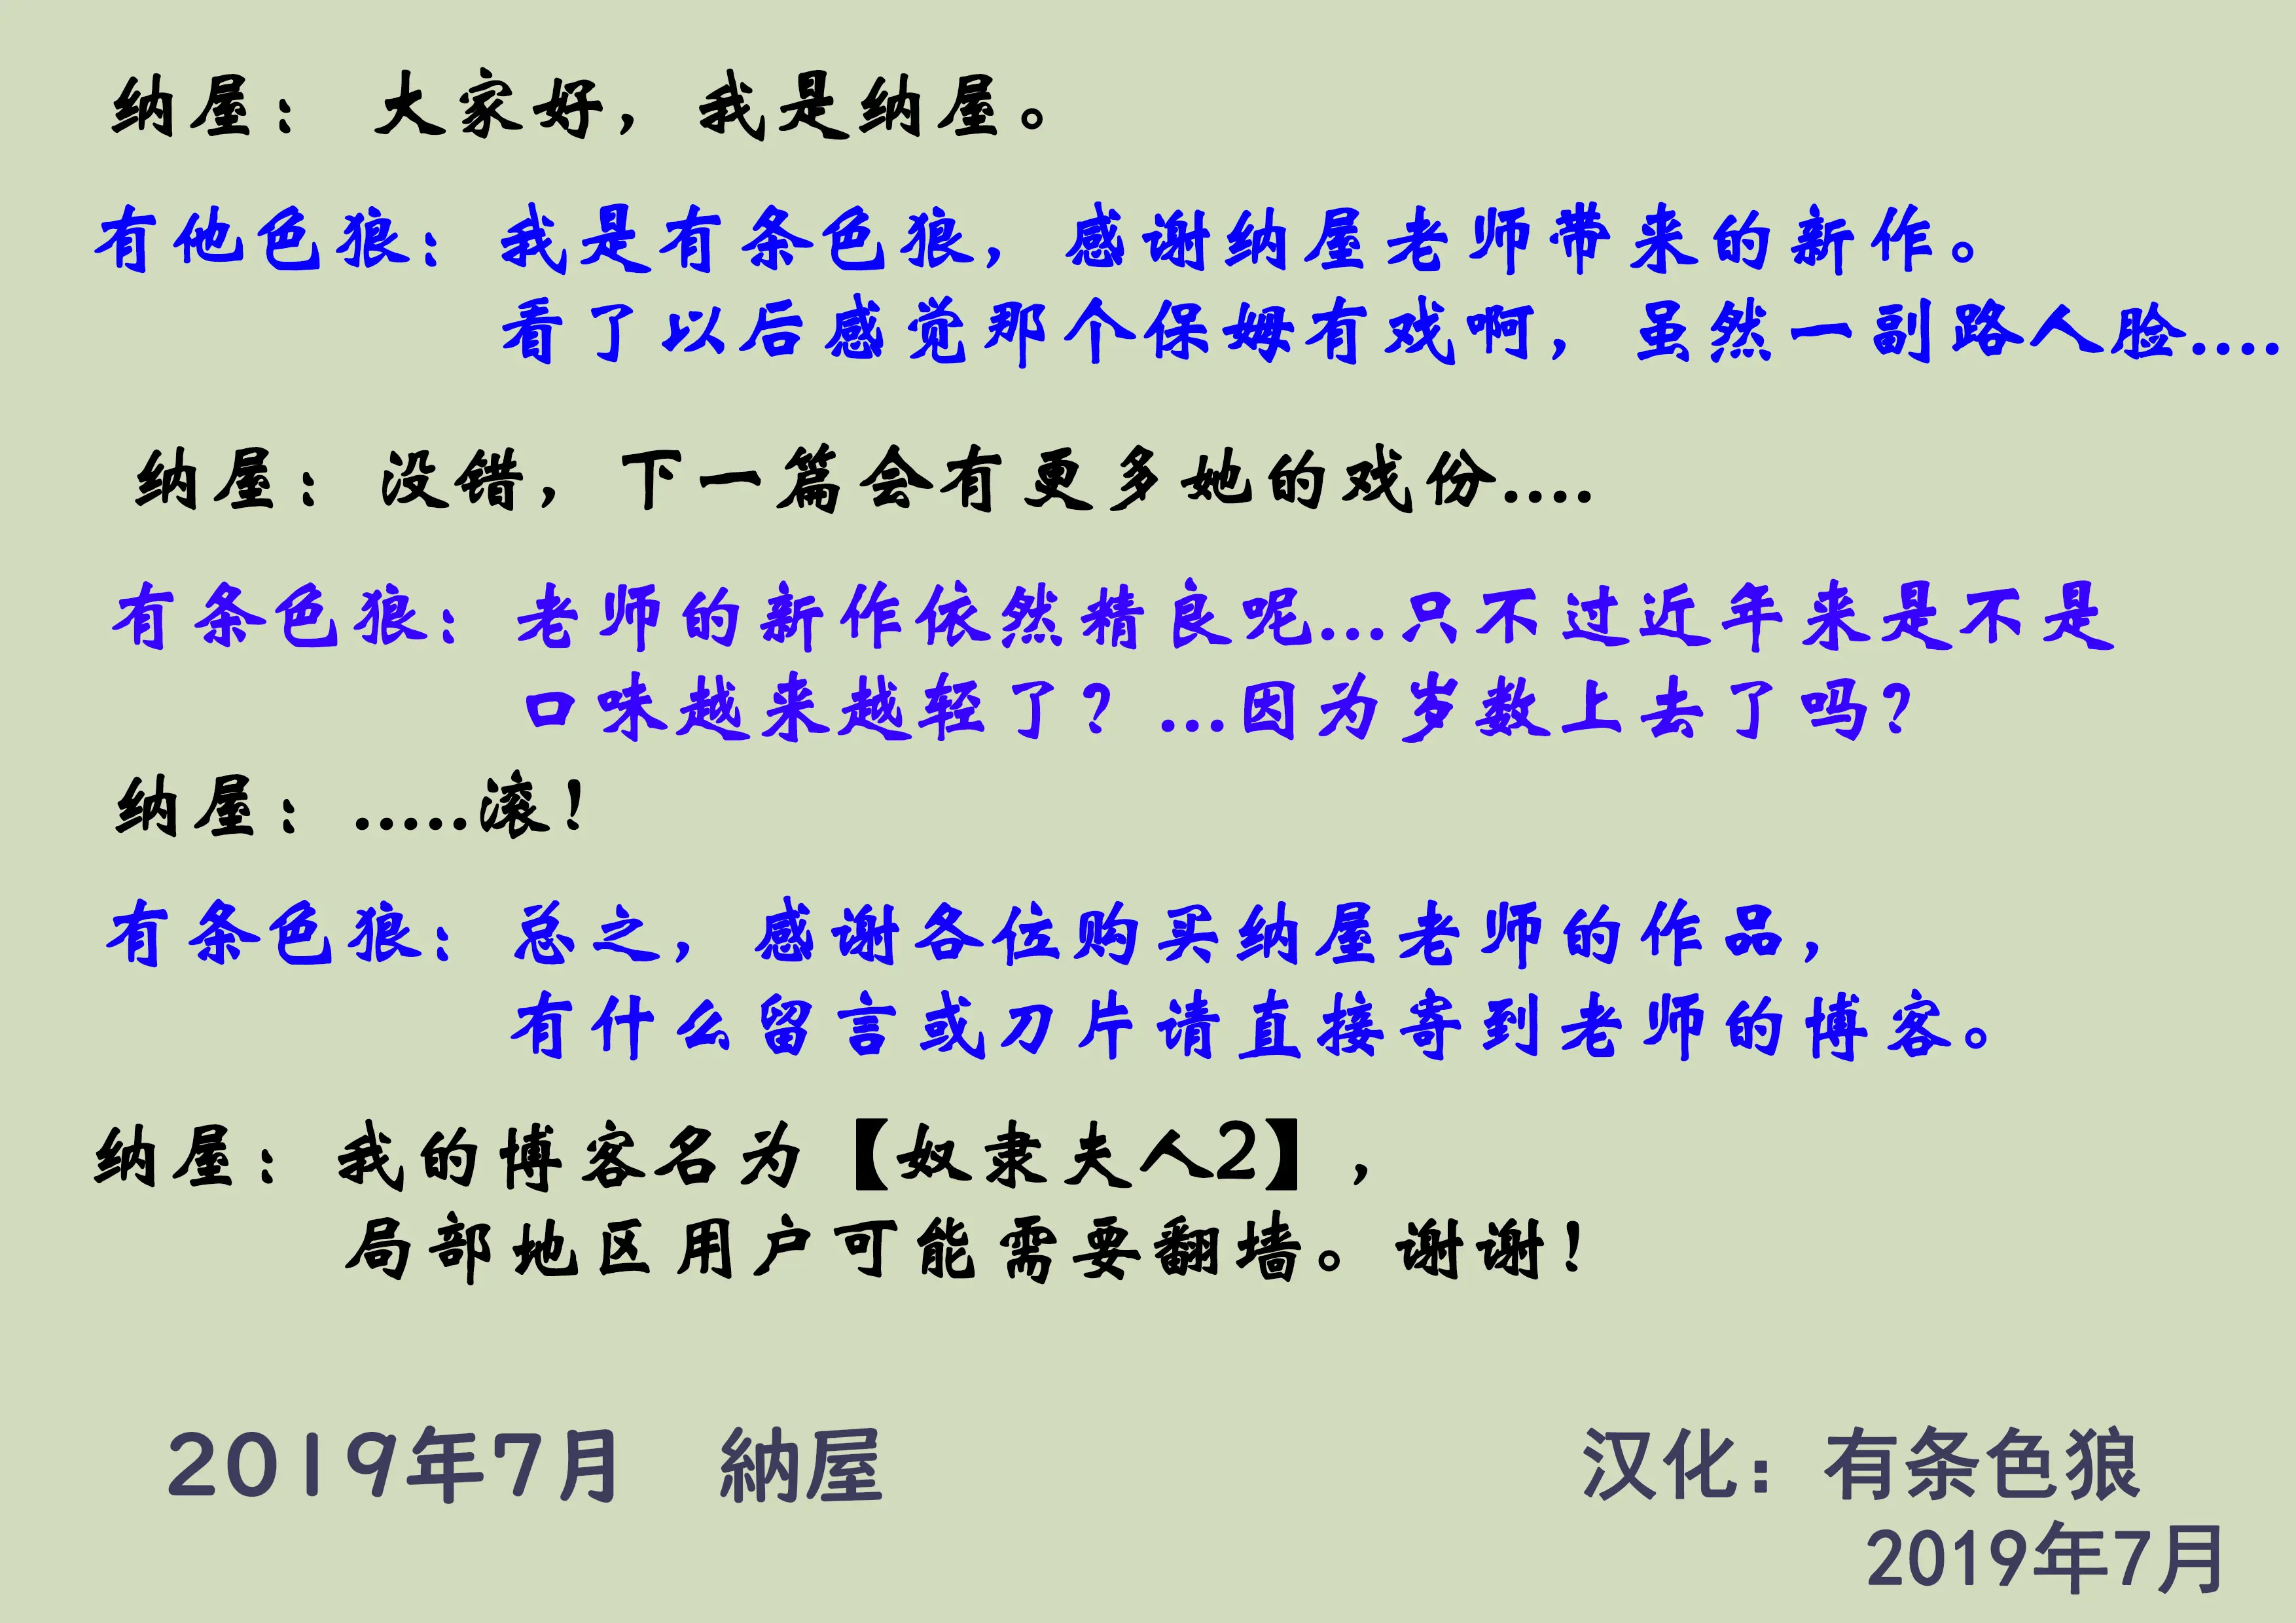 纳屋： 大家好，我是纳屋。
有他色狼：我是有条色狼，感谢纳屋老师带来的新作。
看了以后感觉那个保姆有戏啊，虽然一副路人脸....
纳屋：没错，下一篇会有更多她的戏份....
有条色狼：老师的新作依然精良呢...只不过近年来是不是
口味越来越轻了？...因为岁数上去了吗？
纳屋：.....滚！
有条色狼：总之，感谢各位购买纳屋老师的作品，
有什么留言或刀片请直接寄到老师的博客。
纳屋：我的博客名为【奴隶夫人2】，
局部地区用户可能需要翻墙。谢谢！
2019年7月 納屋
汉化：有条色狼
2019年7月